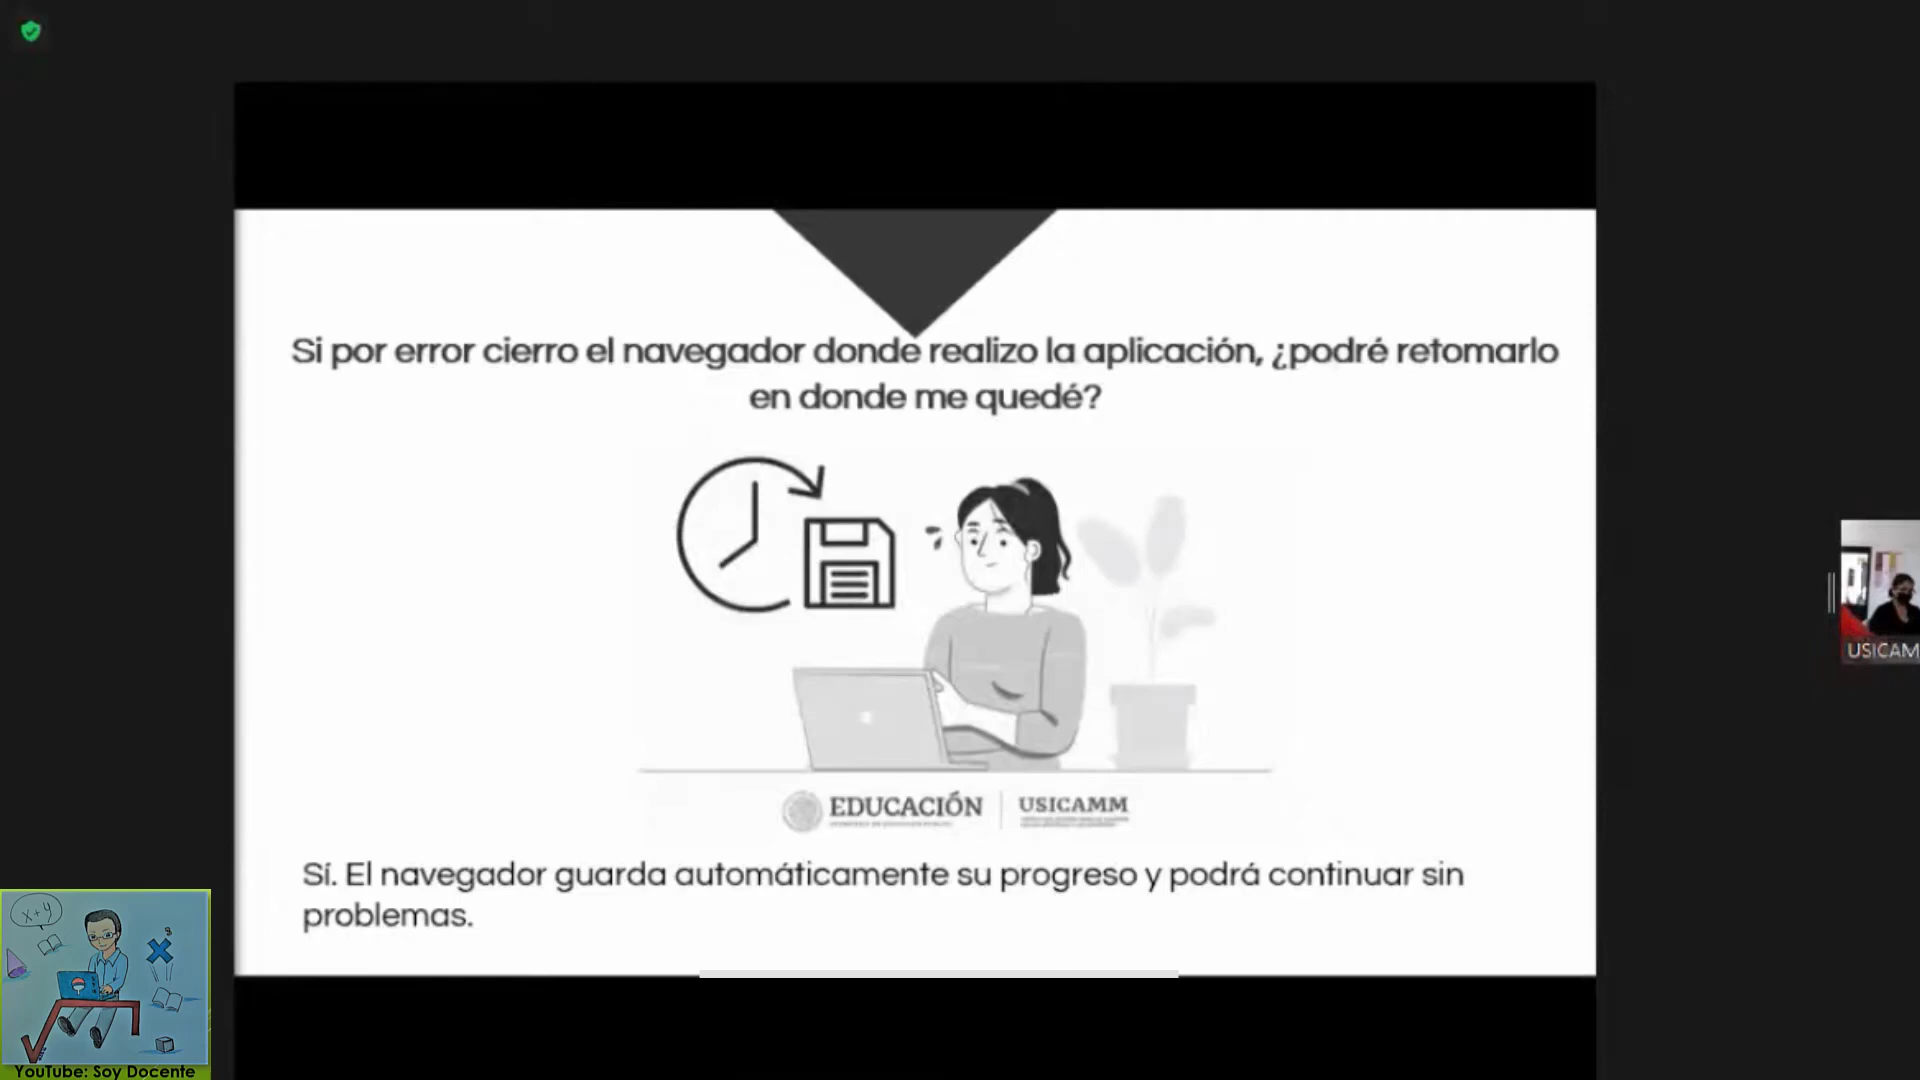 Si por error cierro el navegador donde realizo la aplicación, ¿podré retomarlo
en donde me quedé?
EDUCACIÓN
USICAMM
Sí. El navegador guarda automáticamente su progreso y podrá continuar sin
problemas.
USICAM
x+y
YouTube: Soy Docente